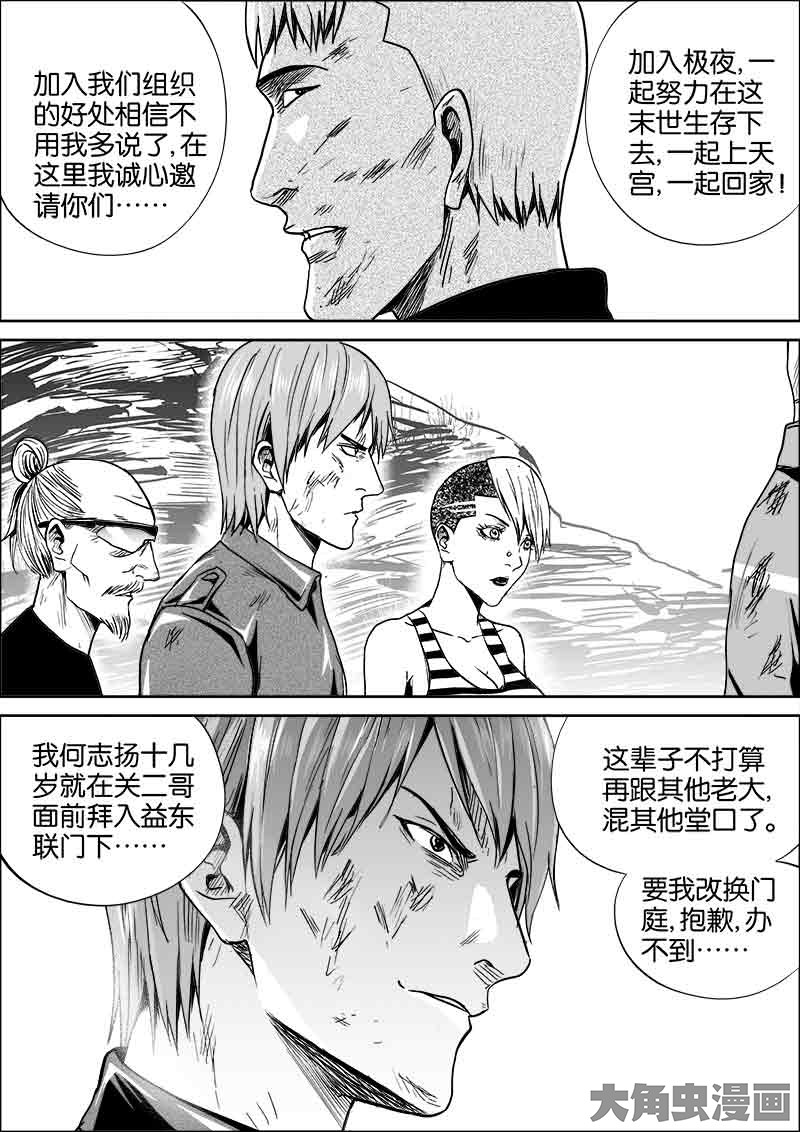 加入我们组织
的好处相信不
用我多说了,在
这里我诚心邀
请你们……
加入极夜,一
起努力在这
末世生存下
去,一起上天
宫,一起回家!
我何志扬十几
岁就在关二哥
面前拜入益东
联门下……
这辈子不打算
再跟其他老大,
混其他堂口了。
要我改换门
庭,抱歉,办
不到……
大角虫漫画